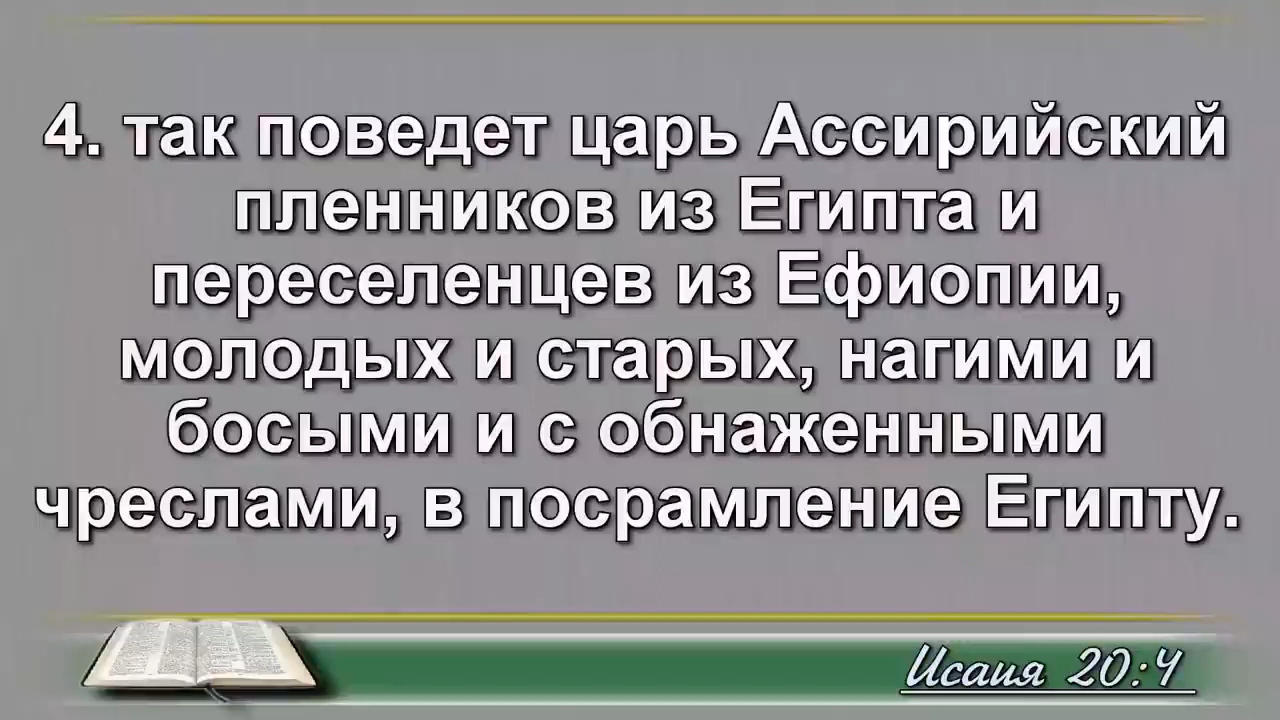 4. так поведет царь Ассирийский
пленников из Египта и
переселенцев из Ефиопии,
молодых и старых, нагими и
босыми и с обнаженными
чреслами, в посрамление Египту.
Исаия 20:4